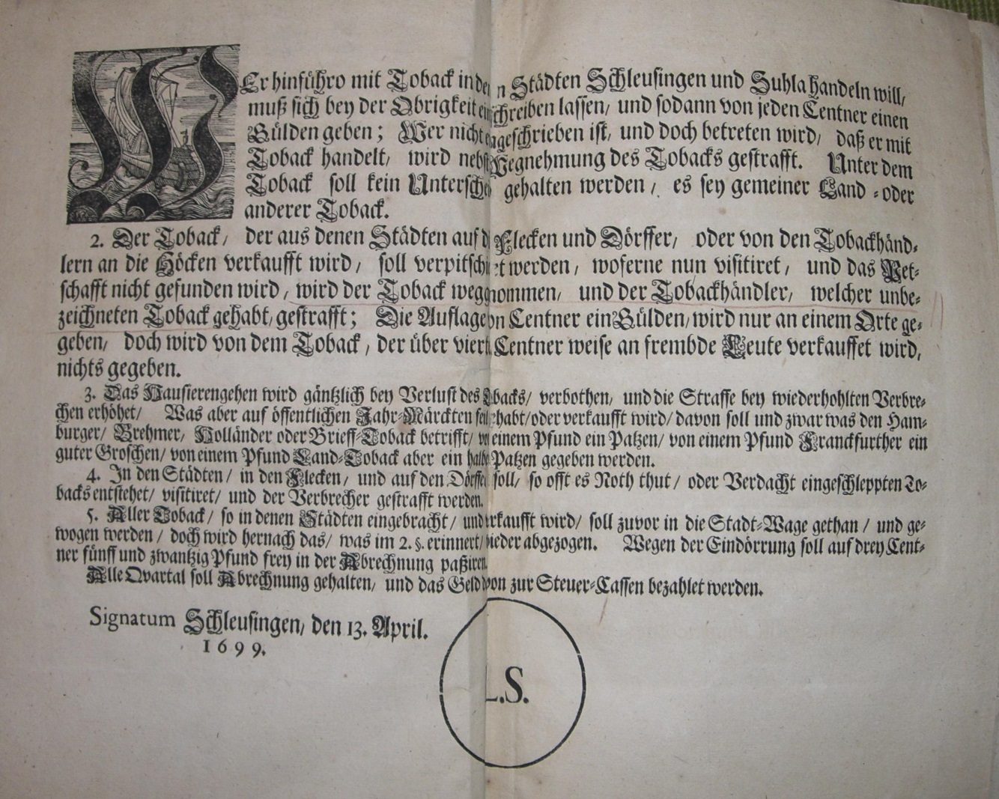 WEr hinführo mit Toback in den Städten Schleusingen und Suhla handeln will/
muß sich bey der Obrigkeit einschreiben lassen/ und sodann von jeden Centner einen
Gülden geben; Wer nicht geschrieben ist, und doch betreten wird/ daß er mit
Toback handelt, wird nebst Wegnehmung des Tobacks gestrafft. Unter dem
Toback soll kein Untersche gehalten werden, es sey gemeiner Land-oder
anderer Toback.
2. Der Toback, der aus denen Städten auf d Flecken und Dörffer, oder von den Tobackhänd-
lern an die Höcken verkaufft wird, soll verpitschi et werden, woferne nun visitiret, und das Pet-
schafft nicht gefunden wird, wird der Toback weggnommen, und der Tobackhändler, welcher unbe-
zeichneten Toback gehabt, gestrafft; Die Auflage on Centner ein Gülden, wird nur an einem Orte ge-
geben, doch wird von dem Toback, der über viert Centner weise an frembde Leute verkauffet wird,
nichts gegeben.
3. Das Hausierengehen wird gäntzlich bey Verlust des Tobacks/ verbothen, und die Straffe bey wiederhohlten Verbre-
chen erhöhet/ Was aber auf öffentlichen Jahr-Märckten feil gehabt/ oder verkaufft wird/ davon soll und zwar was den Ham-
burger/ Brehmer, Holländer oder Brieff-Toback betrifft/ von einem Pfund ein Patzen/ von einem Pfund Franckfurther ein
guter Groschen/ von einem Pfund Land-Toback aber ein halbe Patzen gegeben werden.
4. In den Städten/ in den Flecken, und auf den Dörffe soll, so offt es Noth thut/ oder Verdacht eingeschleppten To-
backs entstehet/ visitiret/ und der Verbrecher gestrafft werden.
5. Aller Toback/ so in denen Städten eingebracht/ und verkaufft wird/ soll zuvor in die Stadt-Wage gethan/ und ge-
wogen werden/ doch wird hernach das/ was im 2. §. erinnert/ wieder abgezogen. Wegen der Eindörrung soll auf drey Cent-
ner fünff und zwantzig Pfund frey in der Abrechnung paßiren.
Alle Qvartal soll Abrechnung gehalten/ und das Geld von zur Steuer-Cassen bezahlet werden.
Signatum Schleusingen, den 13. April.
1699.
L.S.